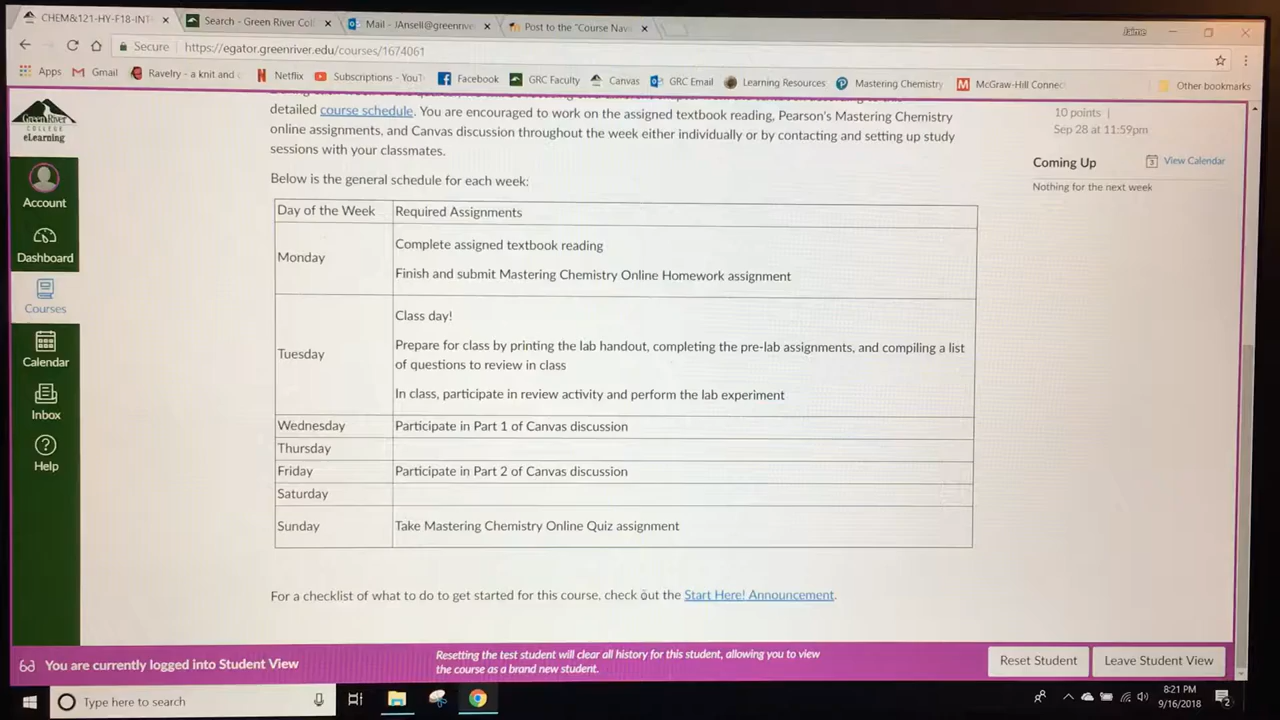 CHEM&121-HY-F18-INT
Search - Green River Coll
Mail - JAnsell@greenrive
Post to the "Course Nav
Jaime
Secure
https://egator.greenriver.edu/courses/1674061
Apps
Gmail
Ravelry - a knit and
Netflix
Subscriptions - YouT
Facebook
GRC Faculty
Canvas
GRC Email
Learning Resources
Mastering Chemistry
McGraw-Hill Connec
Other bookmarks
Green River
COLLEGE
eLearning
Account
Dashboard
Courses
Calendar
Inbox
Help
detailed course schedule. You are encouraged to work on the assigned textbook reading, Pearson's Mastering Chemistry
online assignments, and Canvas discussion throughout the week either individually or by contacting and setting up study
sessions with your classmates.
Below is the general schedule for each week:
Day of the Week Required Assignments
Monday
Complete assigned textbook reading
Finish and submit Mastering Chemistry Online Homework assignment
Tuesday
Class day!
Prepare for class by printing the lab handout, completing the pre-lab assignments, and compiling a list
of questions to review in class
In class, participate in review activity and perform the lab experiment
Wednesday Participate in Part 1 of Canvas discussion
Thursday
Friday Participate in Part 2 of Canvas discussion
Saturday
Sunday Take Mastering Chemistry Online Quiz assignment
For a checklist of what to do to get started for this course, check out the Start Here! Announcement.
10 points |
Sep 28 at 11:59pm
Coming Up
3
View Calendar
Nothing for the next week
You are currently logged into Student View
Resetting the test student will clear all history for this student, allowing you to view
the course as a brand new student.
Reset Student
Leave Student View
Type here to search
8:21 PM
9/16/2018
2